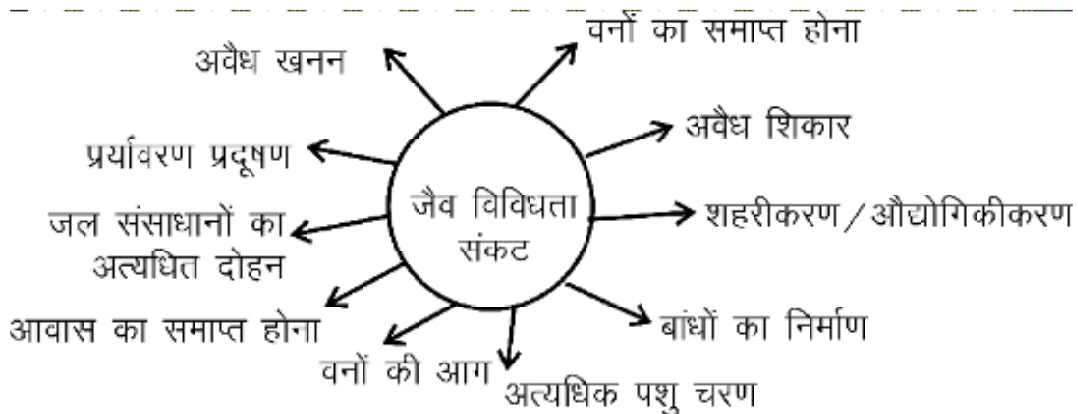 वनों का समाप्त होना
अवैध खनन
अवैध शिकार
प्रर्यावरण प्रदूषण
जैव विविधता
संकट
शहरीकरण / औद्योगिकीकरण
जल संसाधानों का
अत्यधित दोहन
आवास का समाप्त होना
बांधों का निर्माण
वनों की आग
अत्यधिक पशु चरण